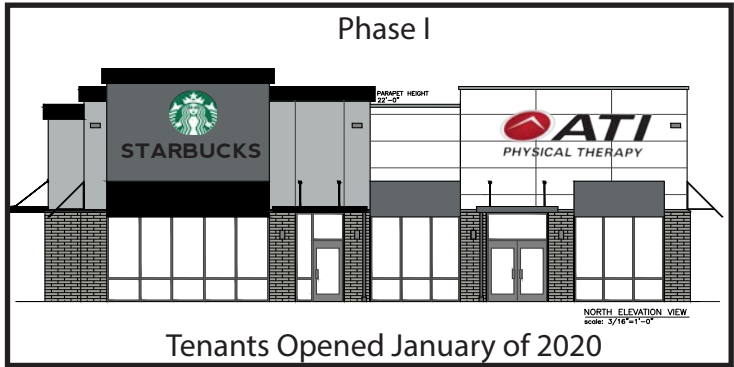 Phase I
PARAPET HEIGHT
22'-0"
STARBUCKS
ATI
PHYSICAL THERAPY
NORTH ELEVATION VIEW
scale: 3/16"=1'-0"
Tenants Opened January of 2020